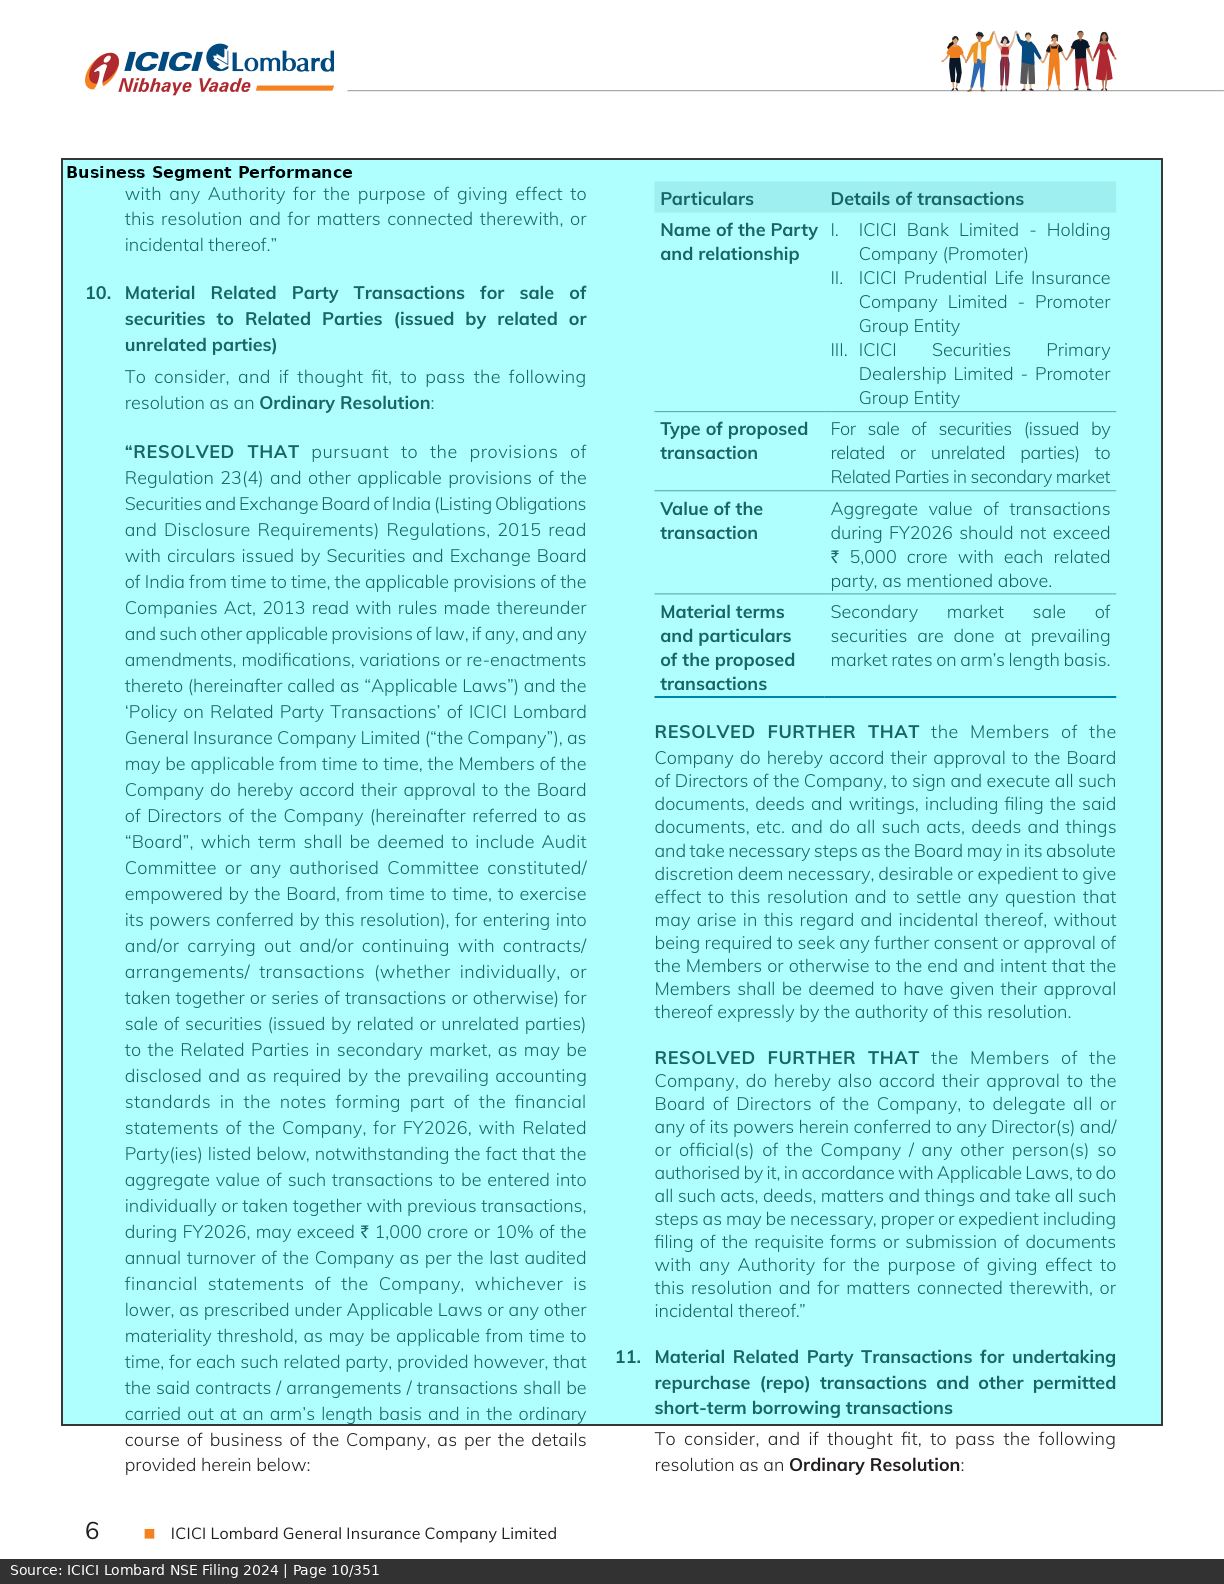 ICICI Lombard
Nibhaye Vaade
Business Segment Performance
with any Authority for the purpose of giving effect to
this resolution and for matters connected therewith, or
incidental thereof.”
10. Material Related Party Transactions for sale of
securities to Related Parties (issued by related or
unrelated parties)
To consider, and if thought fit, to pass the following
resolution as an Ordinary Resolution:
“RESOLVED THAT pursuant to the provisions of
Regulation 23(4) and other applicable provisions of the
Securities and Exchange Board of India (Listing Obligations
and Disclosure Requirements) Regulations, 2015 read
with circulars issued by Securities and Exchange Board
of India from time to time, the applicable provisions of the
Companies Act, 2013 read with rules made thereunder
and such other applicable provisions of law, if any, and any
amendments, modifications, variations or re-enactments
thereto (hereinafter called as “Applicable Laws”) and the
‘Policy on Related Party Transactions’ of ICICI Lombard
General Insurance Company Limited (“the Company”), as
may be applicable from time to time, the Members of the
Company do hereby accord their approval to the Board
of Directors of the Company (hereinafter referred to as
“Board”, which term shall be deemed to include Audit
Committee or any authorised Committee constituted/
empowered by the Board, from time to time, to exercise
its powers conferred by this resolution), for entering into
and/or carrying out and/or continuing with contracts/
arrangements/ transactions (whether individually, or
taken together or series of transactions or otherwise) for
sale of securities (issued by related or unrelated parties)
to the Related Parties in secondary market, as may be
disclosed and as required by the prevailing accounting
standards in the notes forming part of the financial
statements of the Company, for FY2026, with Related
Party(ies) listed below, notwithstanding the fact that the
aggregate value of such transactions to be entered into
individually or taken together with previous transactions,
during FY2026, may exceed ₹ 1,000 crore or 10% of the
annual turnover of the Company as per the last audited
financial statements of the Company, whichever is
lower, as prescribed under Applicable Laws or any other
materiality threshold, as may be applicable from time to
time, for each such related party, provided however, that
the said contracts / arrangements / transactions shall be
carried out at an arm’s length basis and in the ordinary
course of business of the Company, as per the details
provided herein below:
Particulars Details of transactions
Name of the Party I. ICICI Bank Limited - Holding
and relationship Company (Promoter)
II. ICICI Prudential Life Insurance
Company Limited - Promoter
Group Entity
III. ICICI Securities Primary
Dealership Limited - Promoter
Group Entity
Type of proposed For sale of securities (issued by
transaction related or unrelated parties) to
Related Parties in secondary market
Value of the Aggregate value of transactions
transaction during FY2026 should not exceed
₹ 5,000 crore with each related
party, as mentioned above.
Material terms Secondary market sale of
and particulars securities are done at prevailing
of the proposed market rates on arm’s length basis.
transactions
RESOLVED FURTHER THAT the Members of the
Company do hereby accord their approval to the Board
of Directors of the Company, to sign and execute all such
documents, deeds and writings, including filing the said
documents, etc. and do all such acts, deeds and things
and take necessary steps as the Board may in its absolute
discretion deem necessary, desirable or expedient to give
effect to this resolution and to settle any question that
may arise in this regard and incidental thereof, without
being required to seek any further consent or approval of
the Members or otherwise to the end and intent that the
Members shall be deemed to have given their approval
thereof expressly by the authority of this resolution.
RESOLVED FURTHER THAT the Members of the
Company, do hereby also accord their approval to the
Board of Directors of the Company, to delegate all or
any of its powers herein conferred to any Director(s) and/
or official(s) of the Company / any other person(s) so
authorised by it, in accordance with Applicable Laws, to do
all such acts, deeds, matters and things and take all such
steps as may be necessary, proper or expedient including
filing of the requisite forms or submission of documents
with any Authority for the purpose of giving effect to
this resolution and for matters connected therewith, or
incidental thereof.”
11. Material Related Party Transactions for undertaking
repurchase (repo) transactions and other permitted
short-term borrowing transactions
To consider, and if thought fit, to pass the following
resolution as an Ordinary Resolution:
6 ICICI Lombard General Insurance Company Limited
Source: ICICI Lombard NSE Filing 2024 | Page 10/351